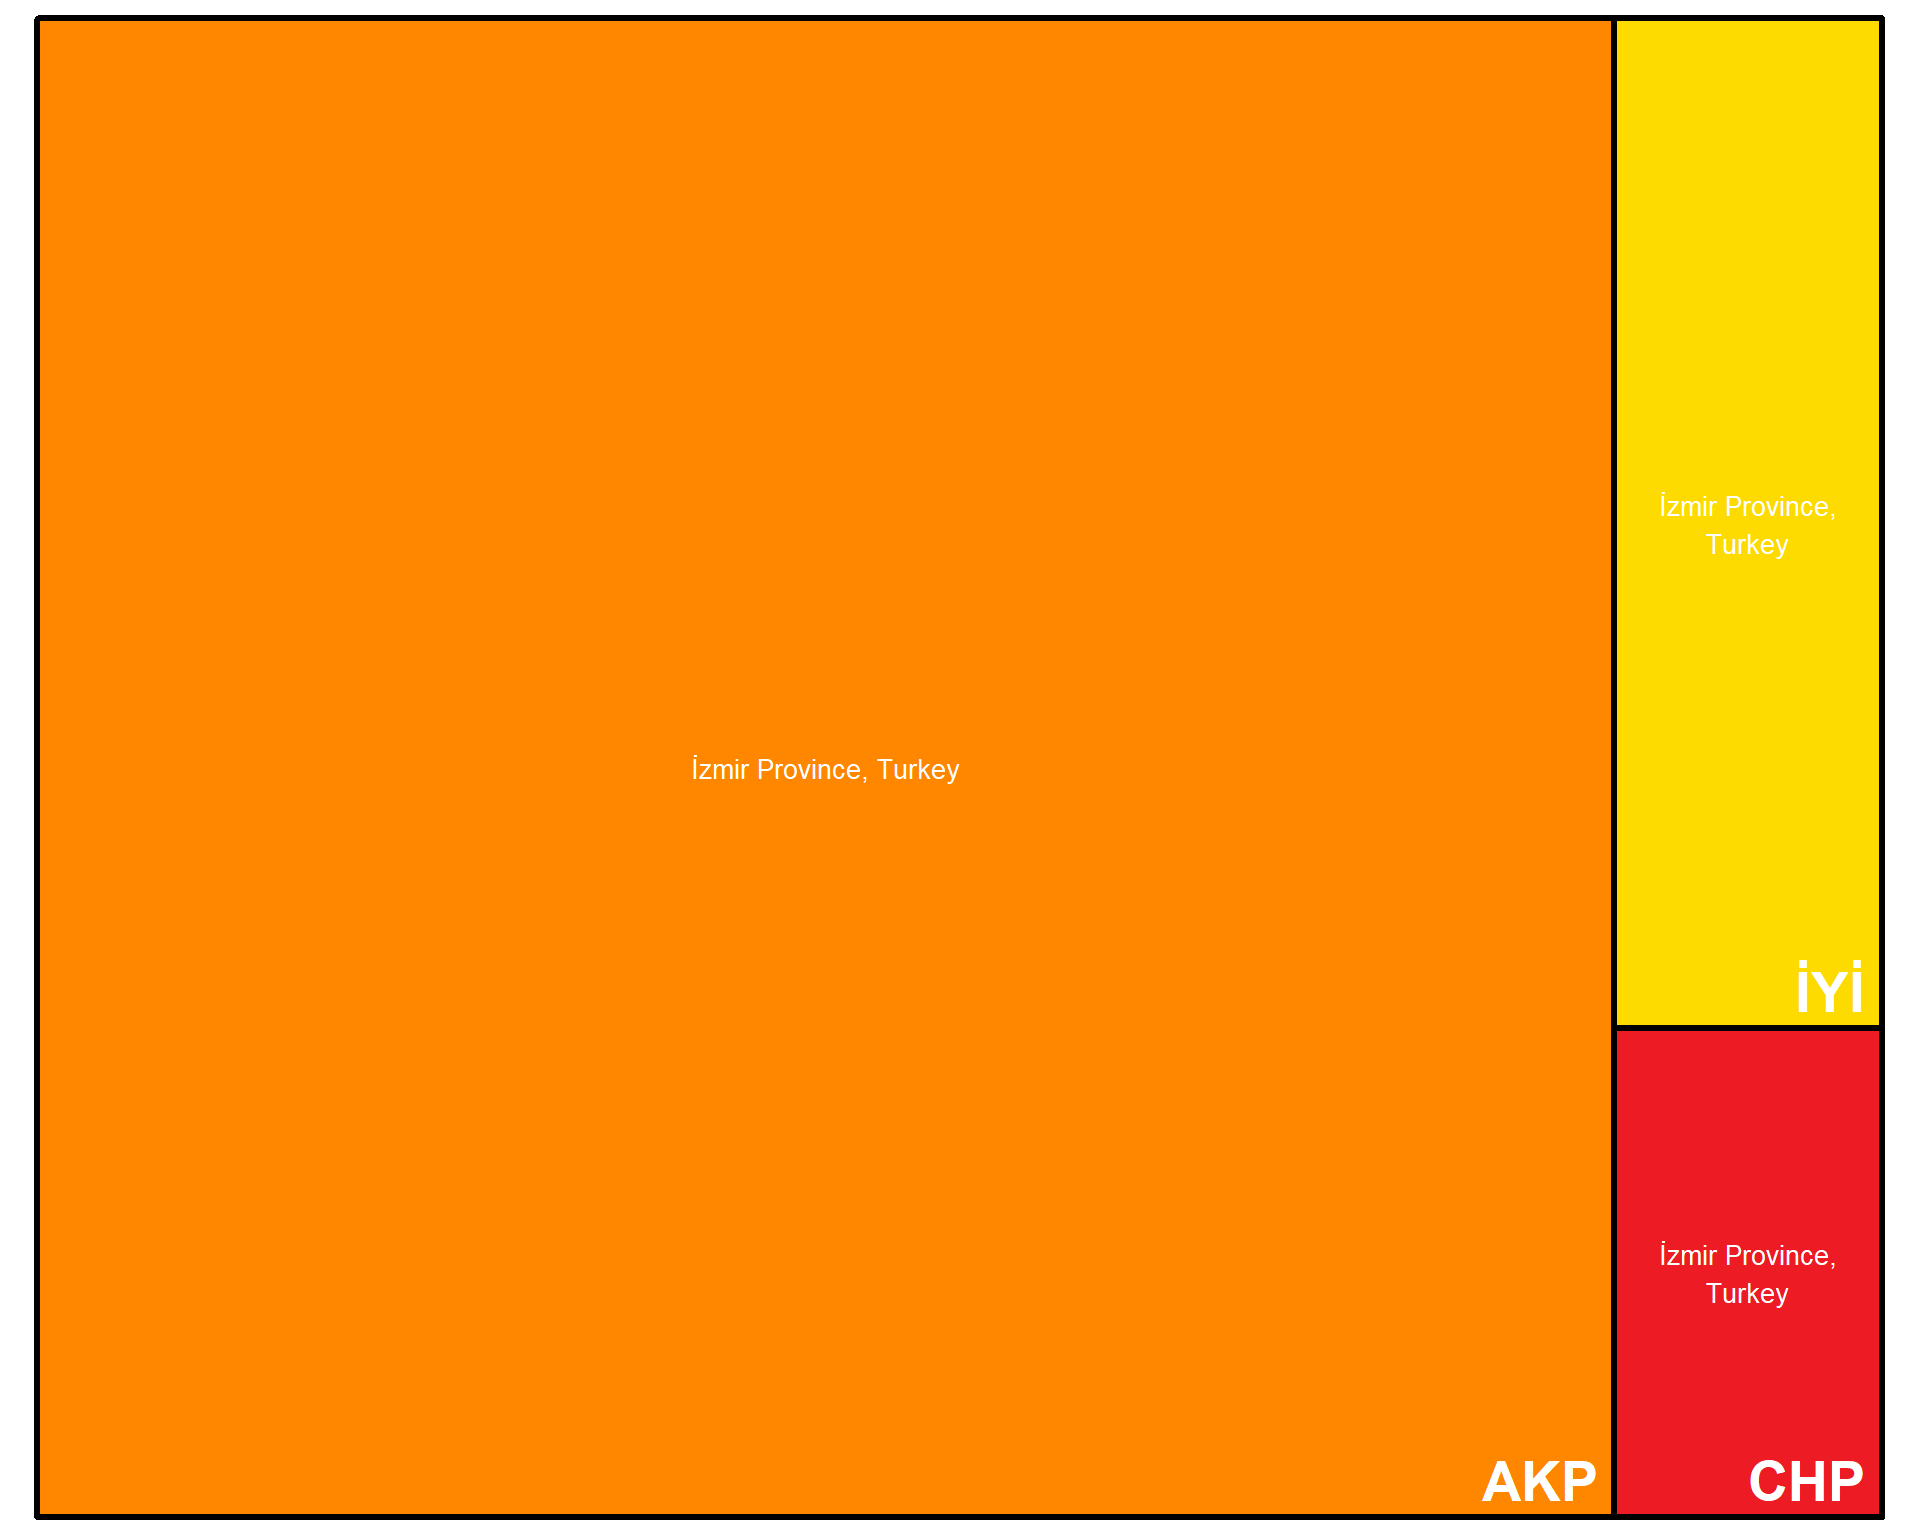 İzmir Province, Turkey
AKP
İzmir Province,
Turkey
İYİ
İzmir Province,
Turkey
CHP